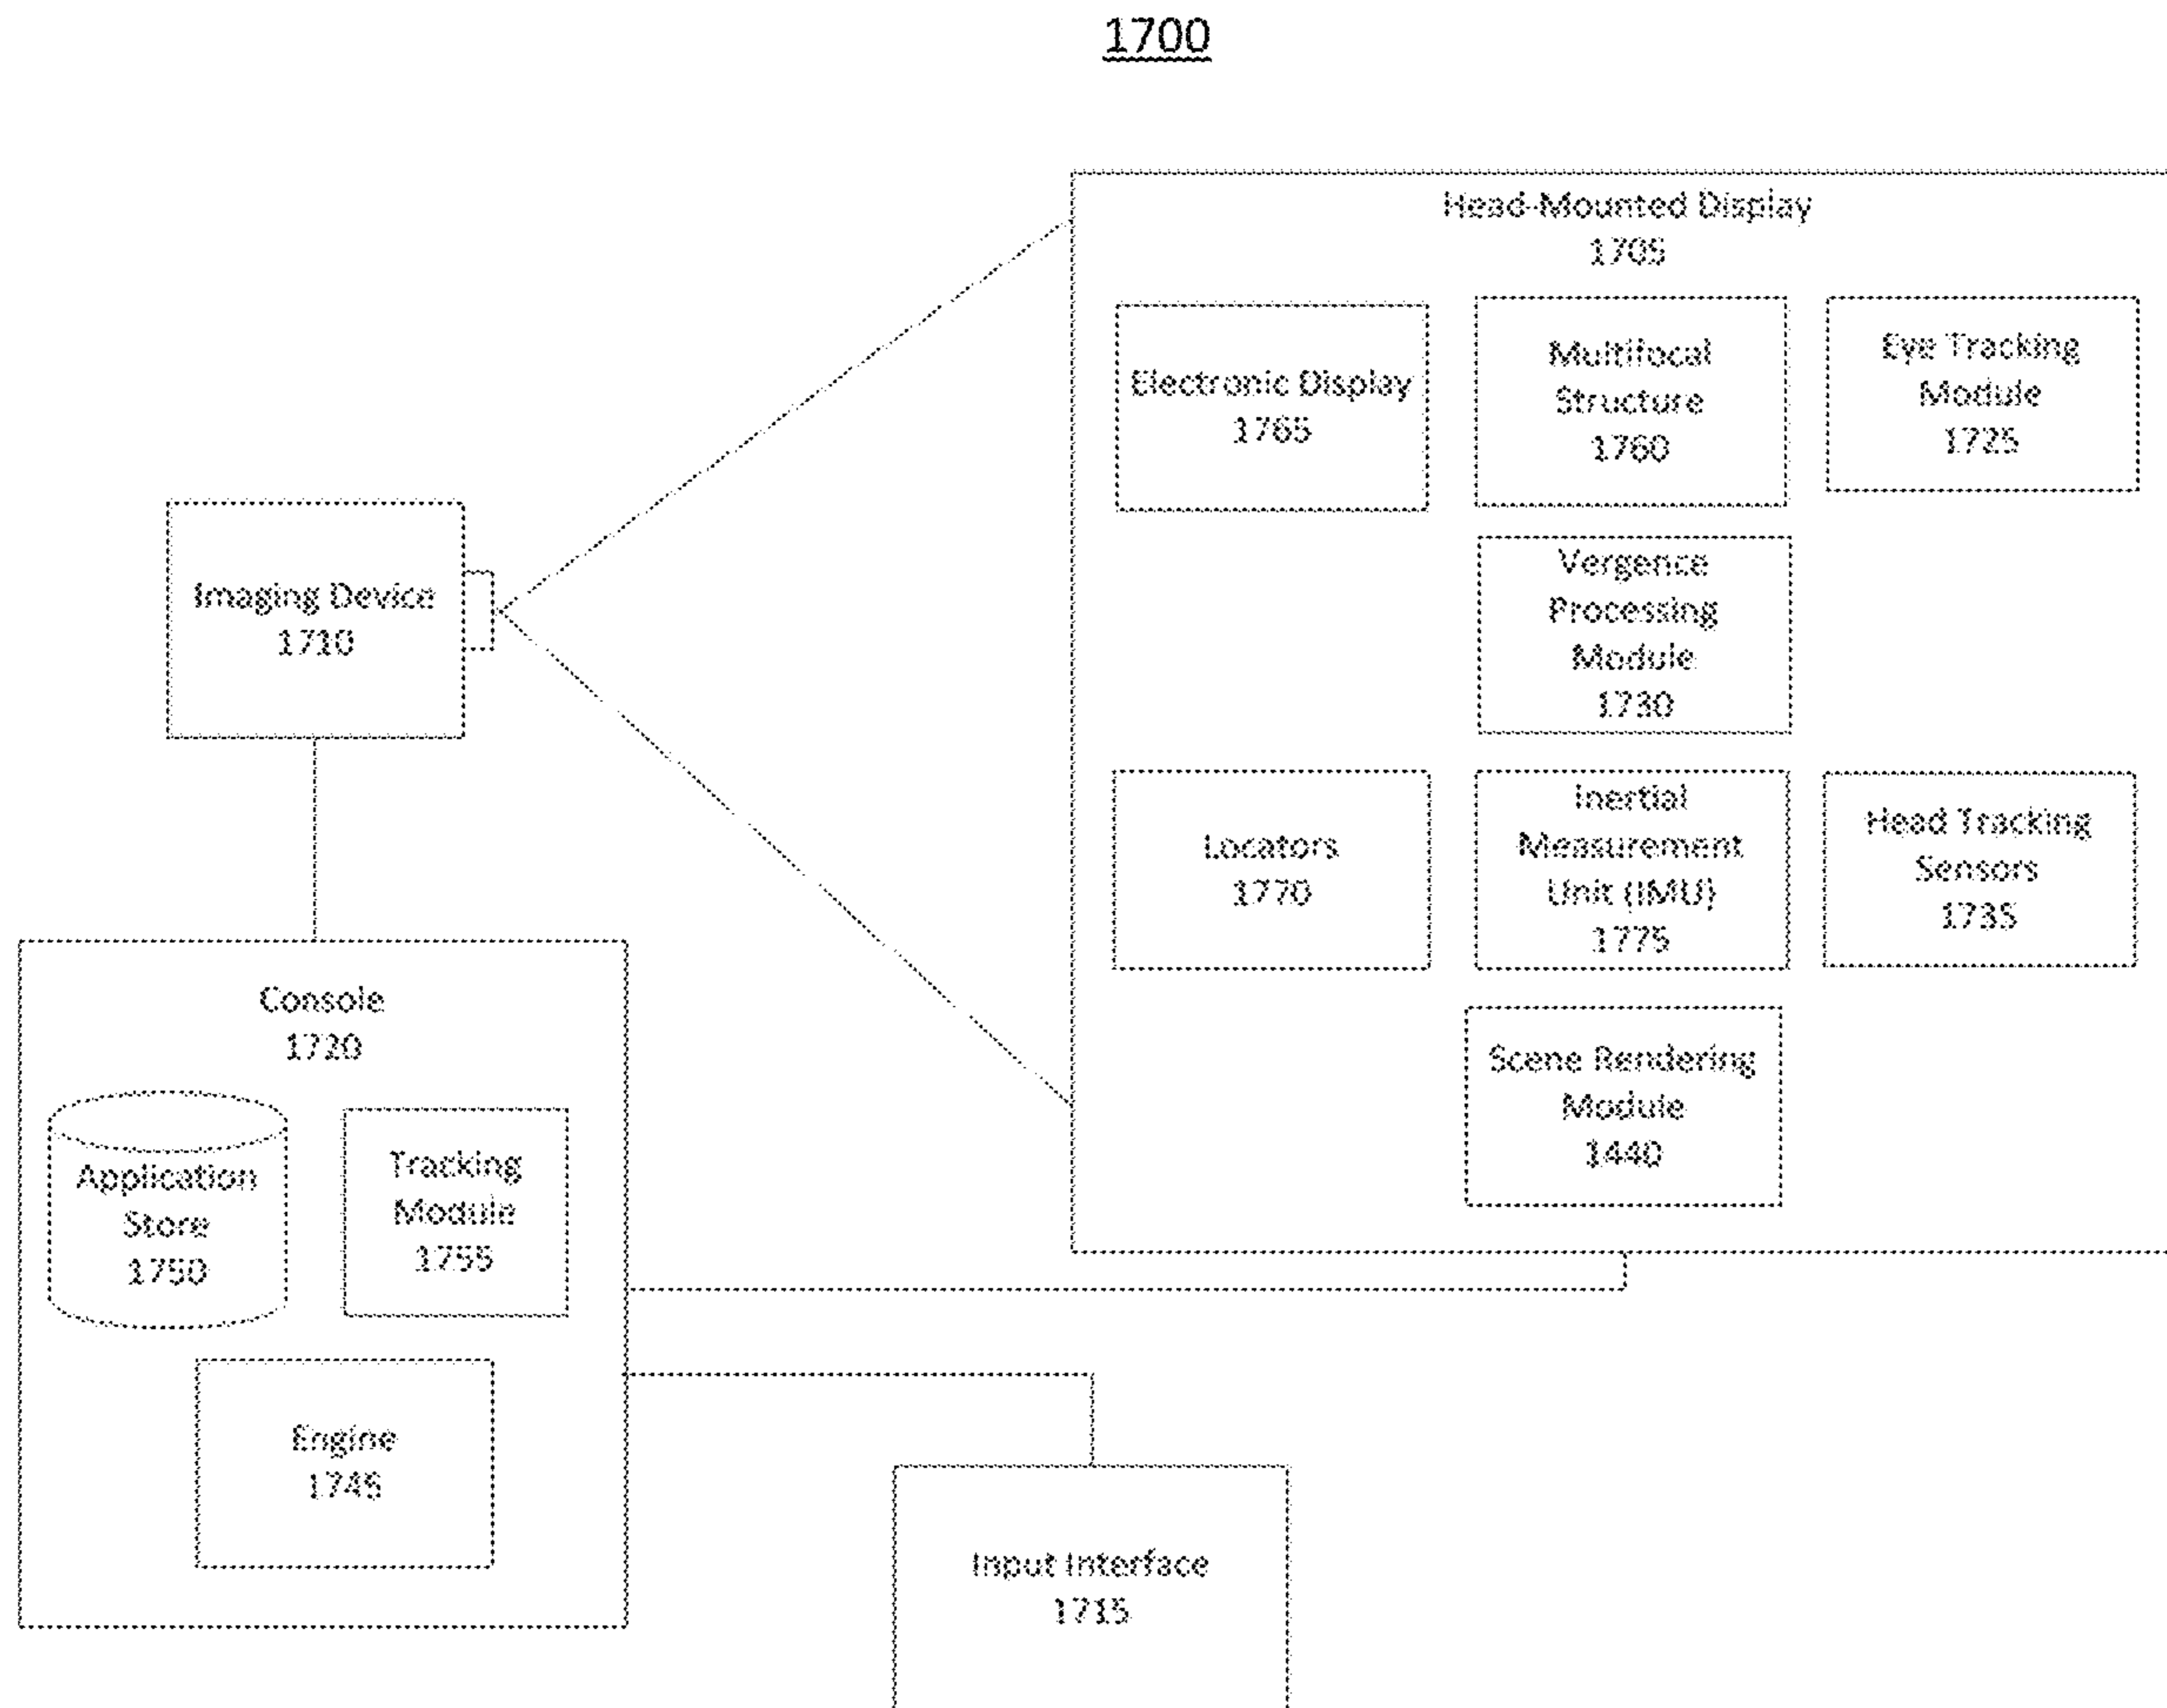 1700
Head-Mounted Display
1705
Electronic Display
1765
Multifocal
Structure
1760
Eye Tracking
Module
1725
Vergence
Processing
Module
1730
Imaging Device
1710
Locators
1770
Inertial
Measurement
Unit (IMU)
1775
Head Tracking
Sensors
1735
Scene Rendering
Module
1440
Console
1720
Application
Store
1750
Tracking
Module
1755
Engine
1745
Input Interface
1715